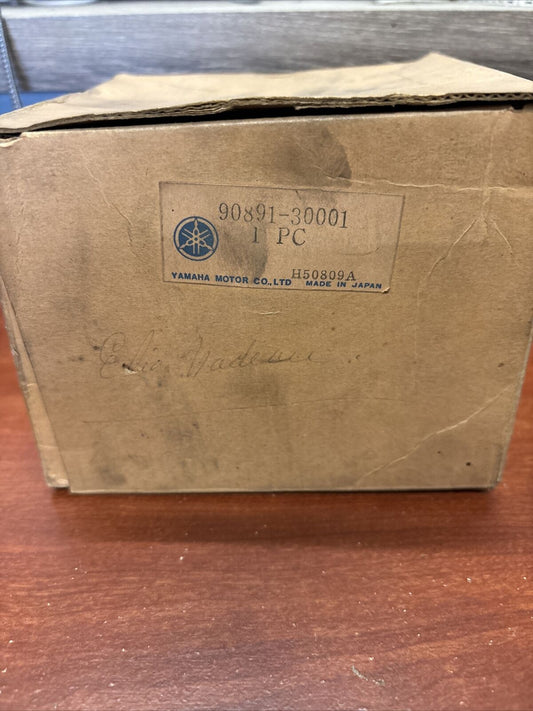 90891-30001
1 PC
H50809A
YAMAHA MOTOR CO.,LTD MADE IN JAPAN